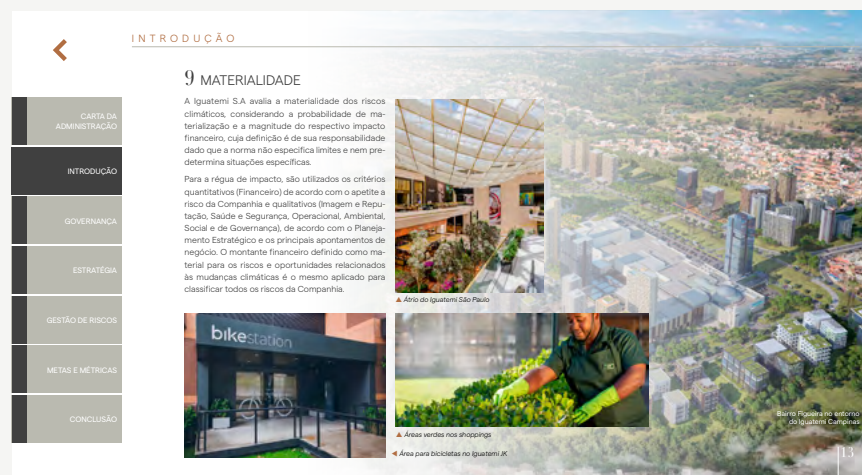 INTRODUÇÃO
9 MATERIALIDADE
A Iguatemi S.A avalia a materialidade dos riscos
climáticos, considerando a probabilidade de ma-
terialização e a magnitude do respectivo impacto
financeiro, cuja definição é de sua responsabilidade
dado que a norma não especifica limites e nem pre-
determina situações específicas.
Para a régua de impacto, são utilizados os critérios
quantitativos (Financeiro) de acordo com o apetite a
risco da Companhia e qualitativos (Imagem e Repu-
tação, Saúde e Segurança, Operacional, Ambiental,
Social e de Governança), de acordo com o Planeja-
mento Estratégico e os principais apontamentos de
negócio. O montante financeiro definido como ma-
terial para os riscos e oportunidades relacionados
às mudanças climáticas é o mesmo aplicado para
classificar todos os riscos da Companhia.
CARTA DA
ADMINISTRAÇÃO
INTRODUÇÃO
GOVERNANÇA
ESTRATÉGIA
GESTÃO DE RISCOS
METAS E MÉTRICAS
CONCLUSÃO
▲ Átrio do Iguatemi São Paulo
bikestation
▲ Áreas verdes nos shoppings
◀ Área para bicicletas no Iguatemi JK
Bairro Figueira no entorno
do Iguatemi Campinas
13